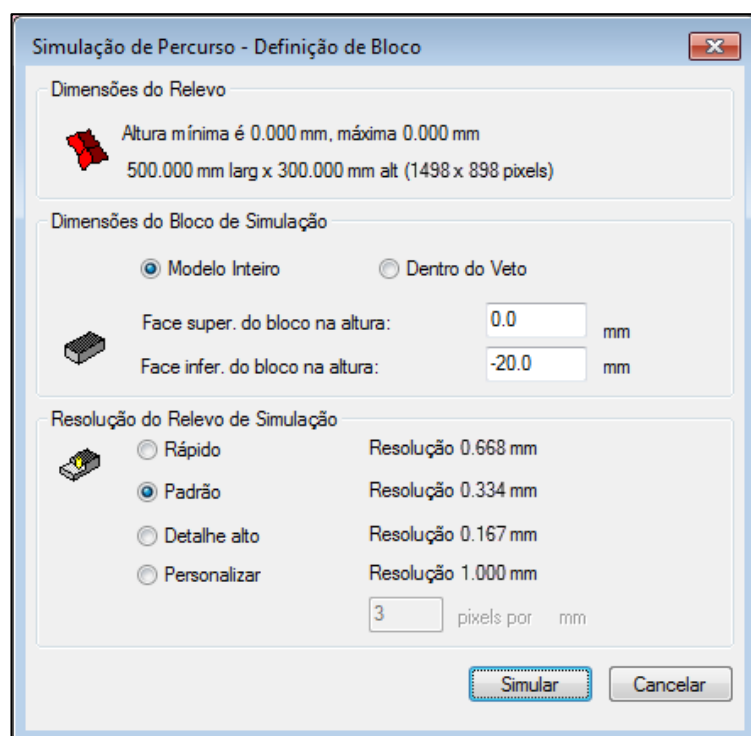 Simulação de Percurso - Definição de Bloco
Dimensões do Relevo
Altura mínima é 0.000 mm, máxima 0.000 mm
500.000 mm larg x 300.000 mm alt (1498 x 898 pixels)
Dimensões do Bloco de Simulação
Modelo Inteiro Dentro do Veto
Face super. do bloco na altura: 0.0 mm
Face infer. do bloco na altura: -20.0 mm
Resolução do Relevo de Simulação
Rápido Resolução 0.668 mm
Padrão Resolução 0.334 mm
Detalhe alto Resolução 0.167 mm
Personalizar Resolução 1.000 mm
3 pixels por mm
Simular Cancelar